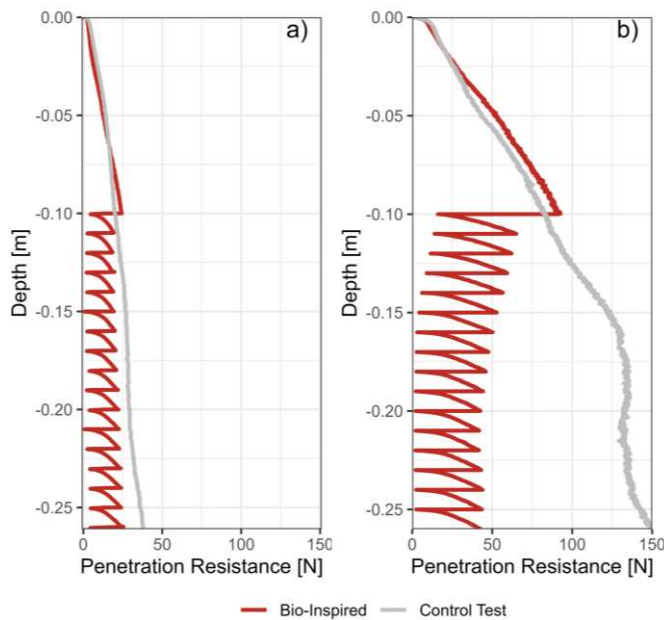 a)
0.00
-0.05
-0.10
-0.15
-0.20
-0.25
Depth [m]
0 50 100 150
Penetration Resistance [N]
b)
0.00
-0.05
-0.10
-0.15
-0.20
-0.25
Depth [m]
0 50 100 150
Penetration Resistance [N]
Bio-Inspired Control Test